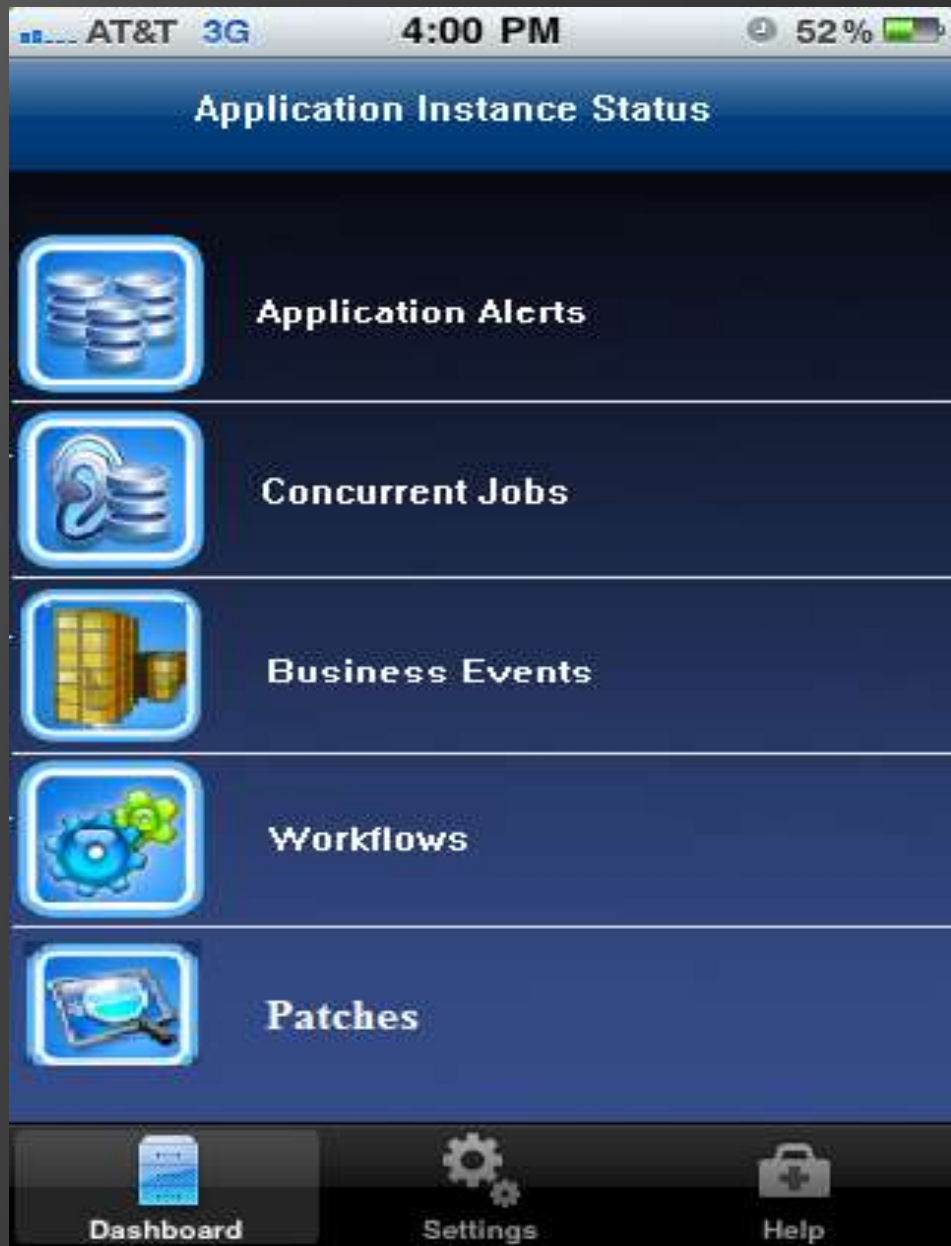 AT&T 3G 4:00 PM 52%
Application Instance Status
Application Alerts
Concurrent Jobs
Business Events
Workflows
Patches
Dashboard Settings Help